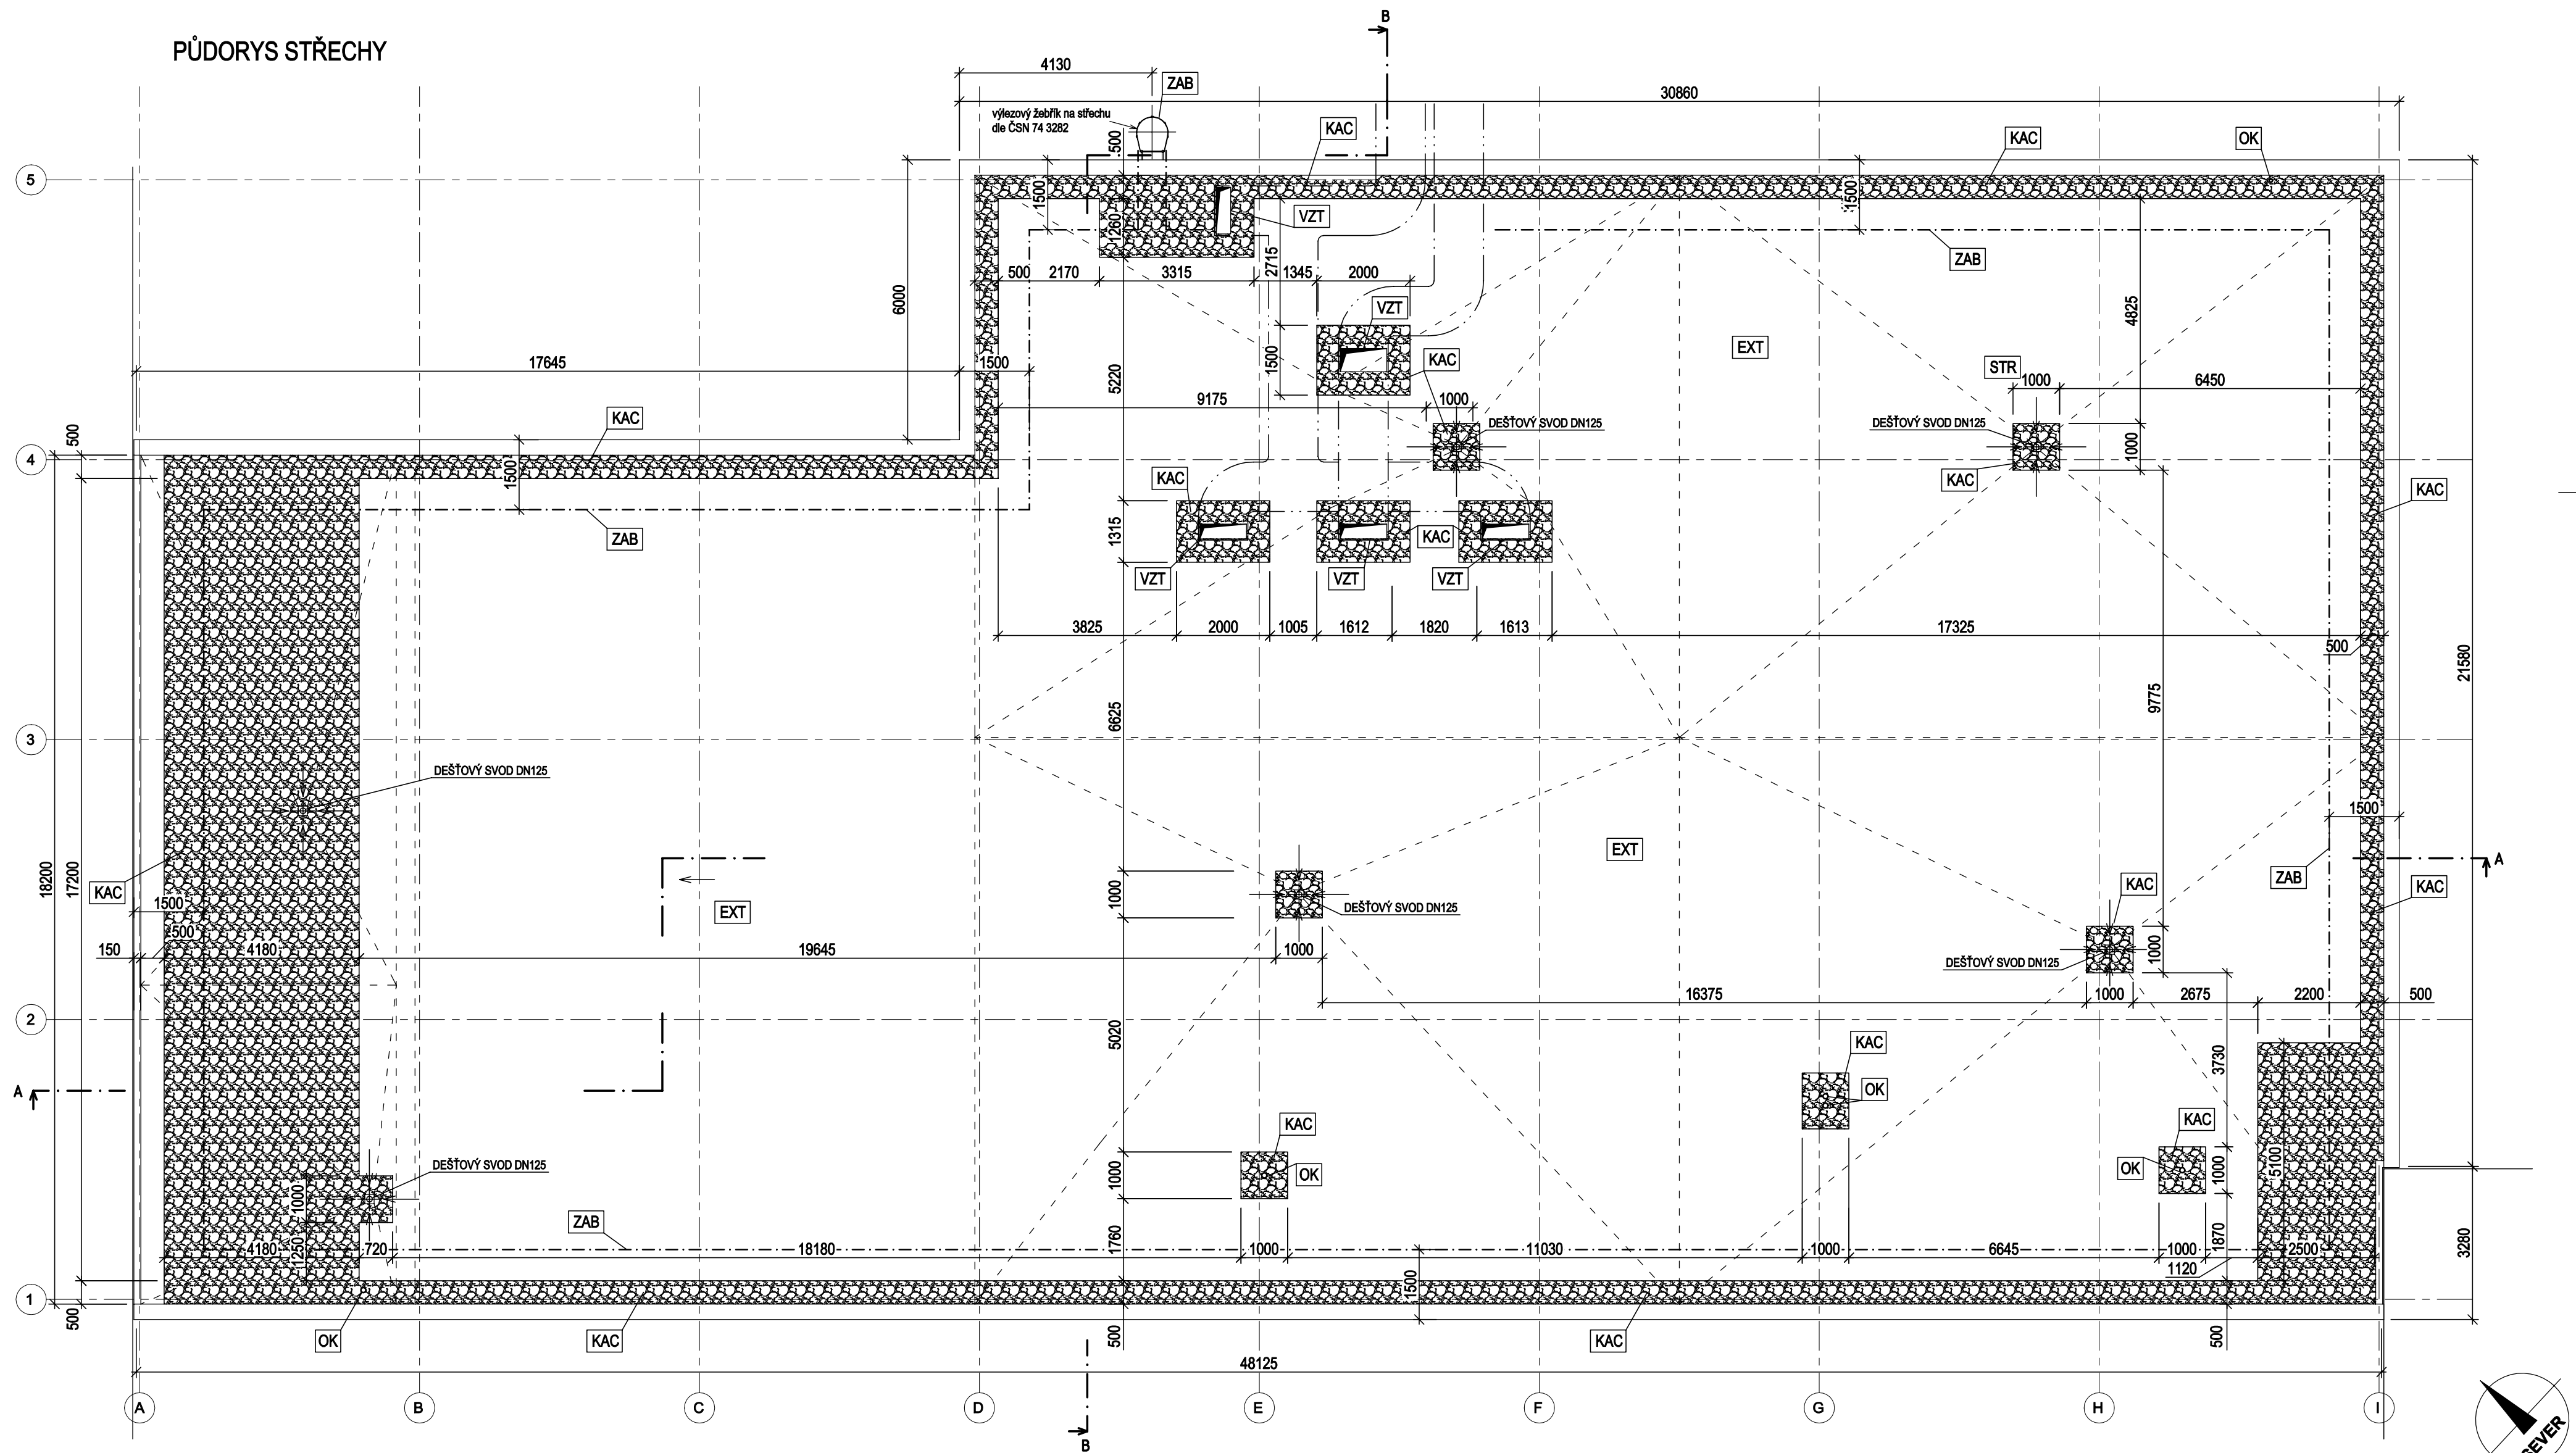 PŮDORYS STŘECHY
B
4130
ZAB
30860
výlezový žebřík na střechu
dle ČSN 74 3282
KAC
KAC
OK
500
5
1500
1500
VZT
1260
ZAB
2715
500
2170
3315
1345
2000
6000
VZT
4825
EXT
17645
1500
1500
KAC
STR
5220
1000
6450
9175
1000
KAC
DEŠŤOVÝ SVOD DN125
DEŠŤOVÝ SVOD DN125
500
4
1000
1500
KAC
KAC
KAC
1315
KAC
ZAB
VZT
VZT
VZT
3825
2000
1005
1612
1820
1613
17325
500
21580
9775
6625
3
DEŠŤOVÝ SVOD DN125
1500
EXT
A
18200
17200
KAC
ZAB
KAC
KAC
1000
1500
EXT
DEŠŤOVÝ SVOD DN125
500
150
4180
19645
1000
1000
DEŠŤOVÝ SVOD DN125
16375
1000
2675
2200
500
2
5020
3730
KAC
A
OK
KAC
KAC
DEŠŤOVÝ SVOD DN125
1000
1000
OK
OK
1000
5100
ZAB
1250
4180
720
18180
1760
1000
11030
1000
6645
1000
1870
2500
3280
1120
1500
1
500
OK
KAC
500
KAC
500
48125
A
B
C
D
E
F
G
H
I
B
SEVER